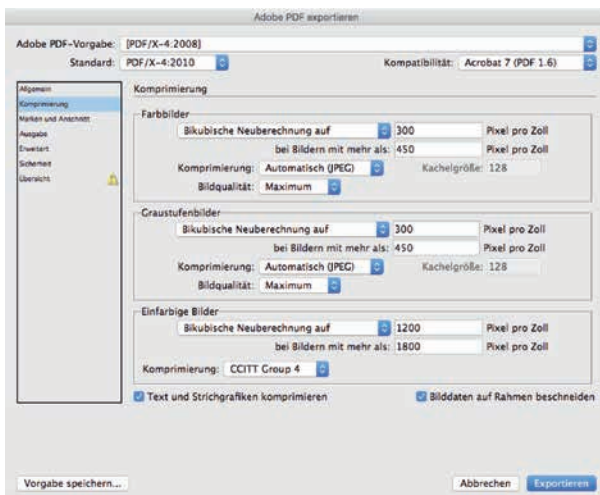 Adobe PDF exportieren
Adobe PDF-Vorgabe: [PDF/X-4:2008]
Standard: PDF/X-4:2010 Kompatibilität: Acrobat 7 (PDF 1.6)
Allgemein
Komprimierung
Marken und Anschnitt
Ausgabe
Erweitert
Sicherheit
Übersicht
Komprimierung
Farbbilder
Bikubische Neuberechnung auf 300 Pixel pro Zoll
bei Bildern mit mehr als: 450
Komprimierung: Automatisch (JPEG) Kachelgröße: 128
Bildqualität: Maximum
Graustufenbilder
Bikubische Neuberechnung auf 300 Pixel pro Zoll
bei Bildern mit mehr als: 450 Pixel pro Zoll
Komprimierung: Automatisch (JPEG) Kachelgröße: 128
Bildqualität: Maximum
Einfarbige Bilder
Bikubische Neuberechnung auf 1200 Pixel pro Zoll
bei Bildern mit mehr als: 1800 Pixel pro Zoll
Komprimierung: CCITT Group 4
Text und Strichgrafiken komprimieren Bilddaten auf Rahmen beschneiden
Vorgabe speichern... Abbrechen Exportieren